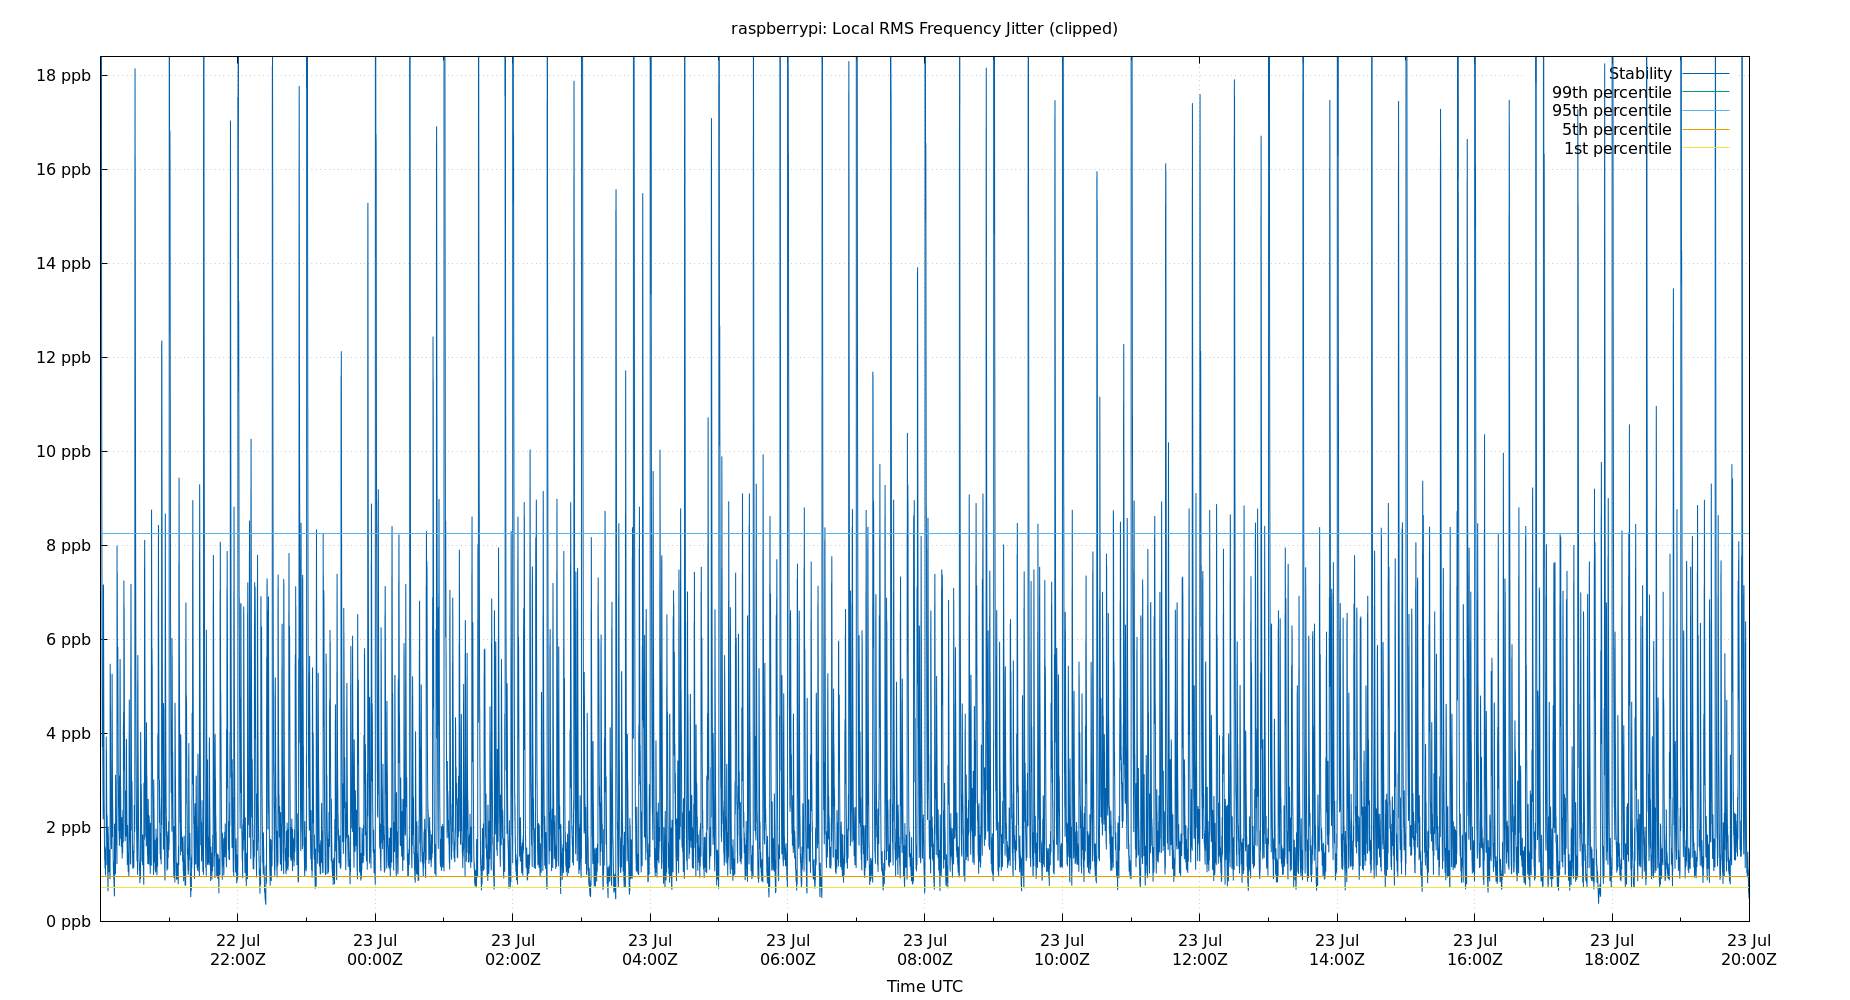 raspberrypi: Local RMS Frequency Jitter (clipped)
18 ppb
16 ppb
14 ppb
12 ppb
10 ppb
8 ppb
6 ppb
4 ppb
2 ppb
0 ppb
Stability
99th percentile
95th percentile
5th percentile
1st percentile
22 Jul 23 Jul 23 Jul 23 Jul 23 Jul 23 Jul 23 Jul 23 Jul 23 Jul 23 Jul 23 Jul 23 Jul
22:00Z 00:00Z 02:00Z 04:00Z 06:00Z 08:00Z 10:00Z 12:00Z 14:00Z 16:00Z 18:00Z 20:00Z
Time UTC